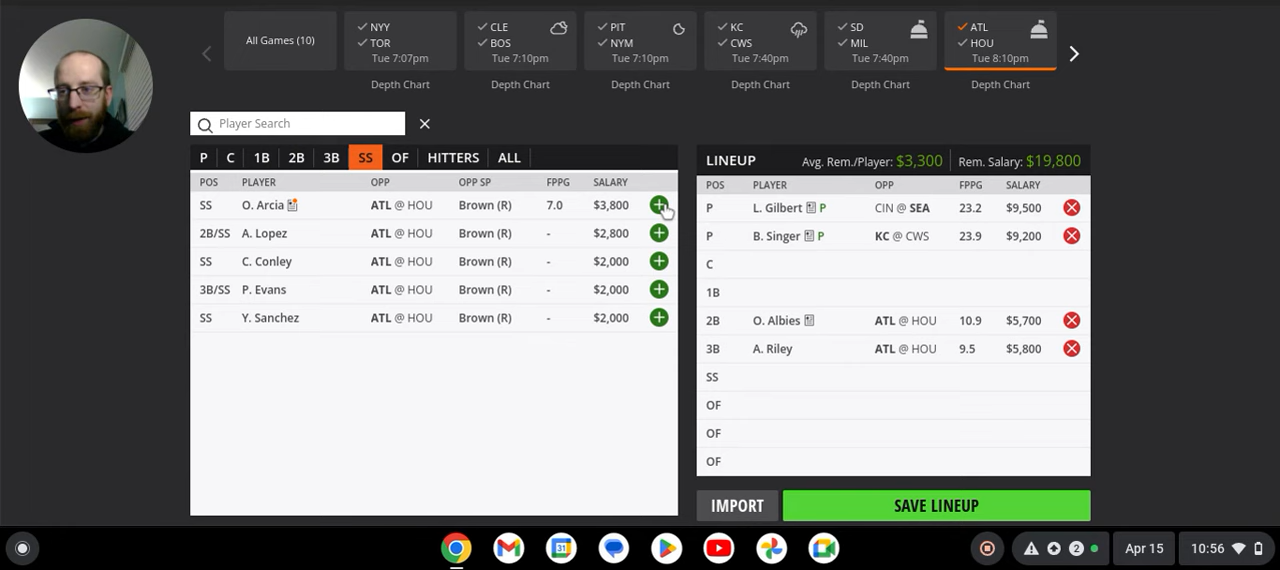 All Games (10)
NYY
TOR
Tue 7:07pm
Depth Chart
CLE
BOS
Tue 7:10pm
Depth Chart
PIT
NYM
Tue 7:10pm
Depth Chart
KC
CWS
Tue 7:40pm
Depth Chart
SD
MIL
Tue 7:40pm
Depth Chart
ATL
HOU
Tue 8:10pm
Depth Chart
Player Search
P C 1B 2B 3B SS OF HITTERS ALL
POS PLAYER OPP OPP SP FPPG SALARY
SS O. Arcia ATL @ HOU Brown (R) 7.0 $3,800
2B/SS A. Lopez ATL @ HOU Brown (R) - $2,800
SS C. Conley ATL @ HOU Brown (R) - $2,000
3B/SS P. Evans ATL @ HOU Brown (R) - $2,000
SS Y. Sanchez ATL @ HOU Brown (R) - $2,000
LINEUP Avg. Rem./Player: $3,300 Rem. Salary: $19,800
POS PLAYER OPP FPPG SALARY
P L. Gilbert P CIN @ SEA 23.2 $9,500
P B. Singer P KC @ CWS 23.9 $9,200
C
1B
2B O. Albies ATL @ HOU 10.9 $5,700
3B A. Riley ATL @ HOU 9.5 $5,800
SS
OF
OF
OF
IMPORT SAVE LINEUP
31
2
Apr 15 10:56